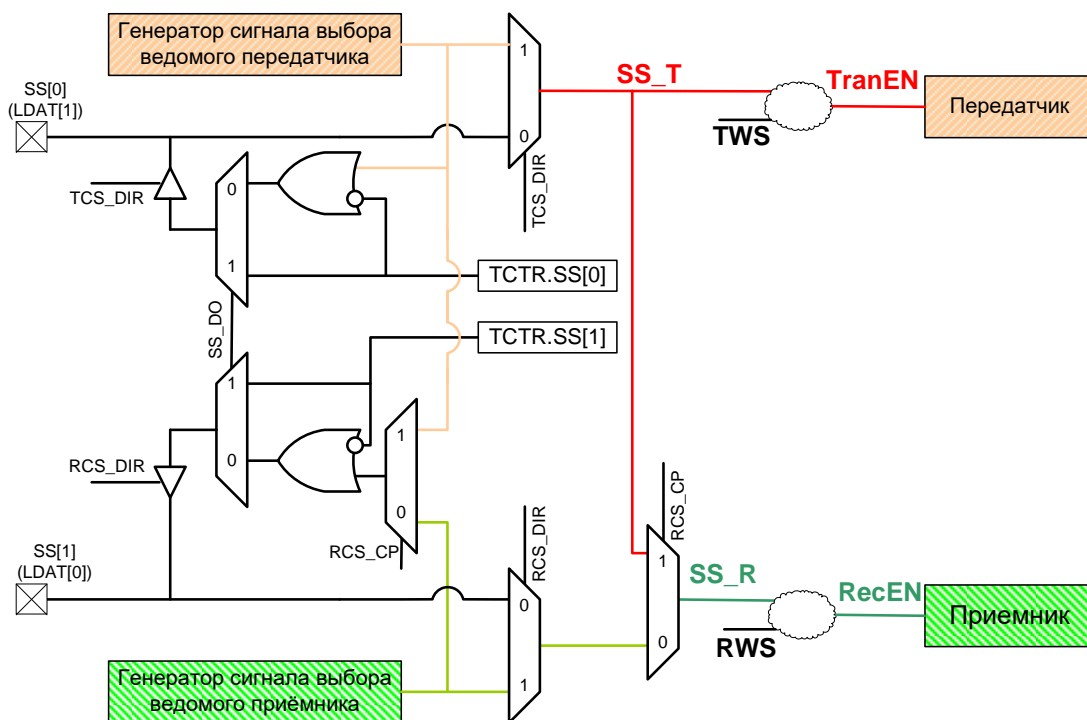 Генератор сигнала выбора
ведомого передатчика
SS[0]
(LDAT[1])
1
0
TCS_DIR
SS_T
TWS
TranEN
Передатчик
TCS_DIR
0
1
SS_DO
TCTR.SS[0]
TCTR.SS[1]
1
0
RCS_DIR
1
0
RCS_CP
SS[1]
(LDAT[0])
RCS_DIR
0
1
RCS_CP
1
0
SS_R
RWS
RecEN
Приемник
Генератор сигнала выбора
ведомого приёмника